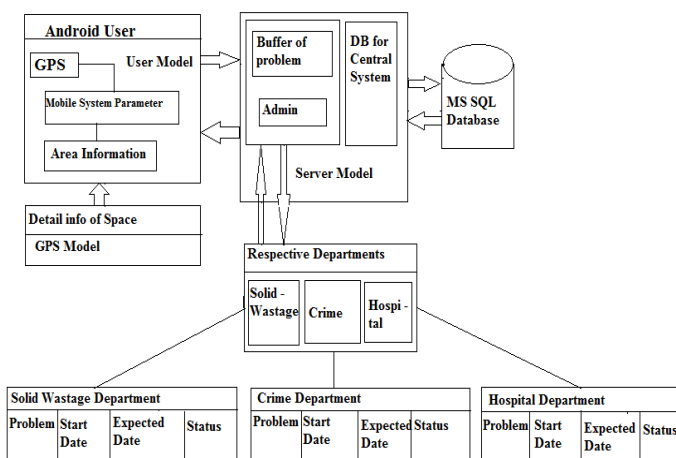 Android User
GPS
User Model
Mobile System Parameter
Area Information
Detail info of Space
GPS Model
Buffer of
problem
Admin
DB for
Central
System
Server Model
MS SQL
Database
Respective Departments
Solid -
Wastage
Crime
Hospi -
tal
Solid Wastage Department
Problem
Start
Date
Expected
Date
Status
Crime Department
Problem
Start
Date
Expected
Date
Status
Hospital Department
Problem
Start
Date
Expected
Date
Status